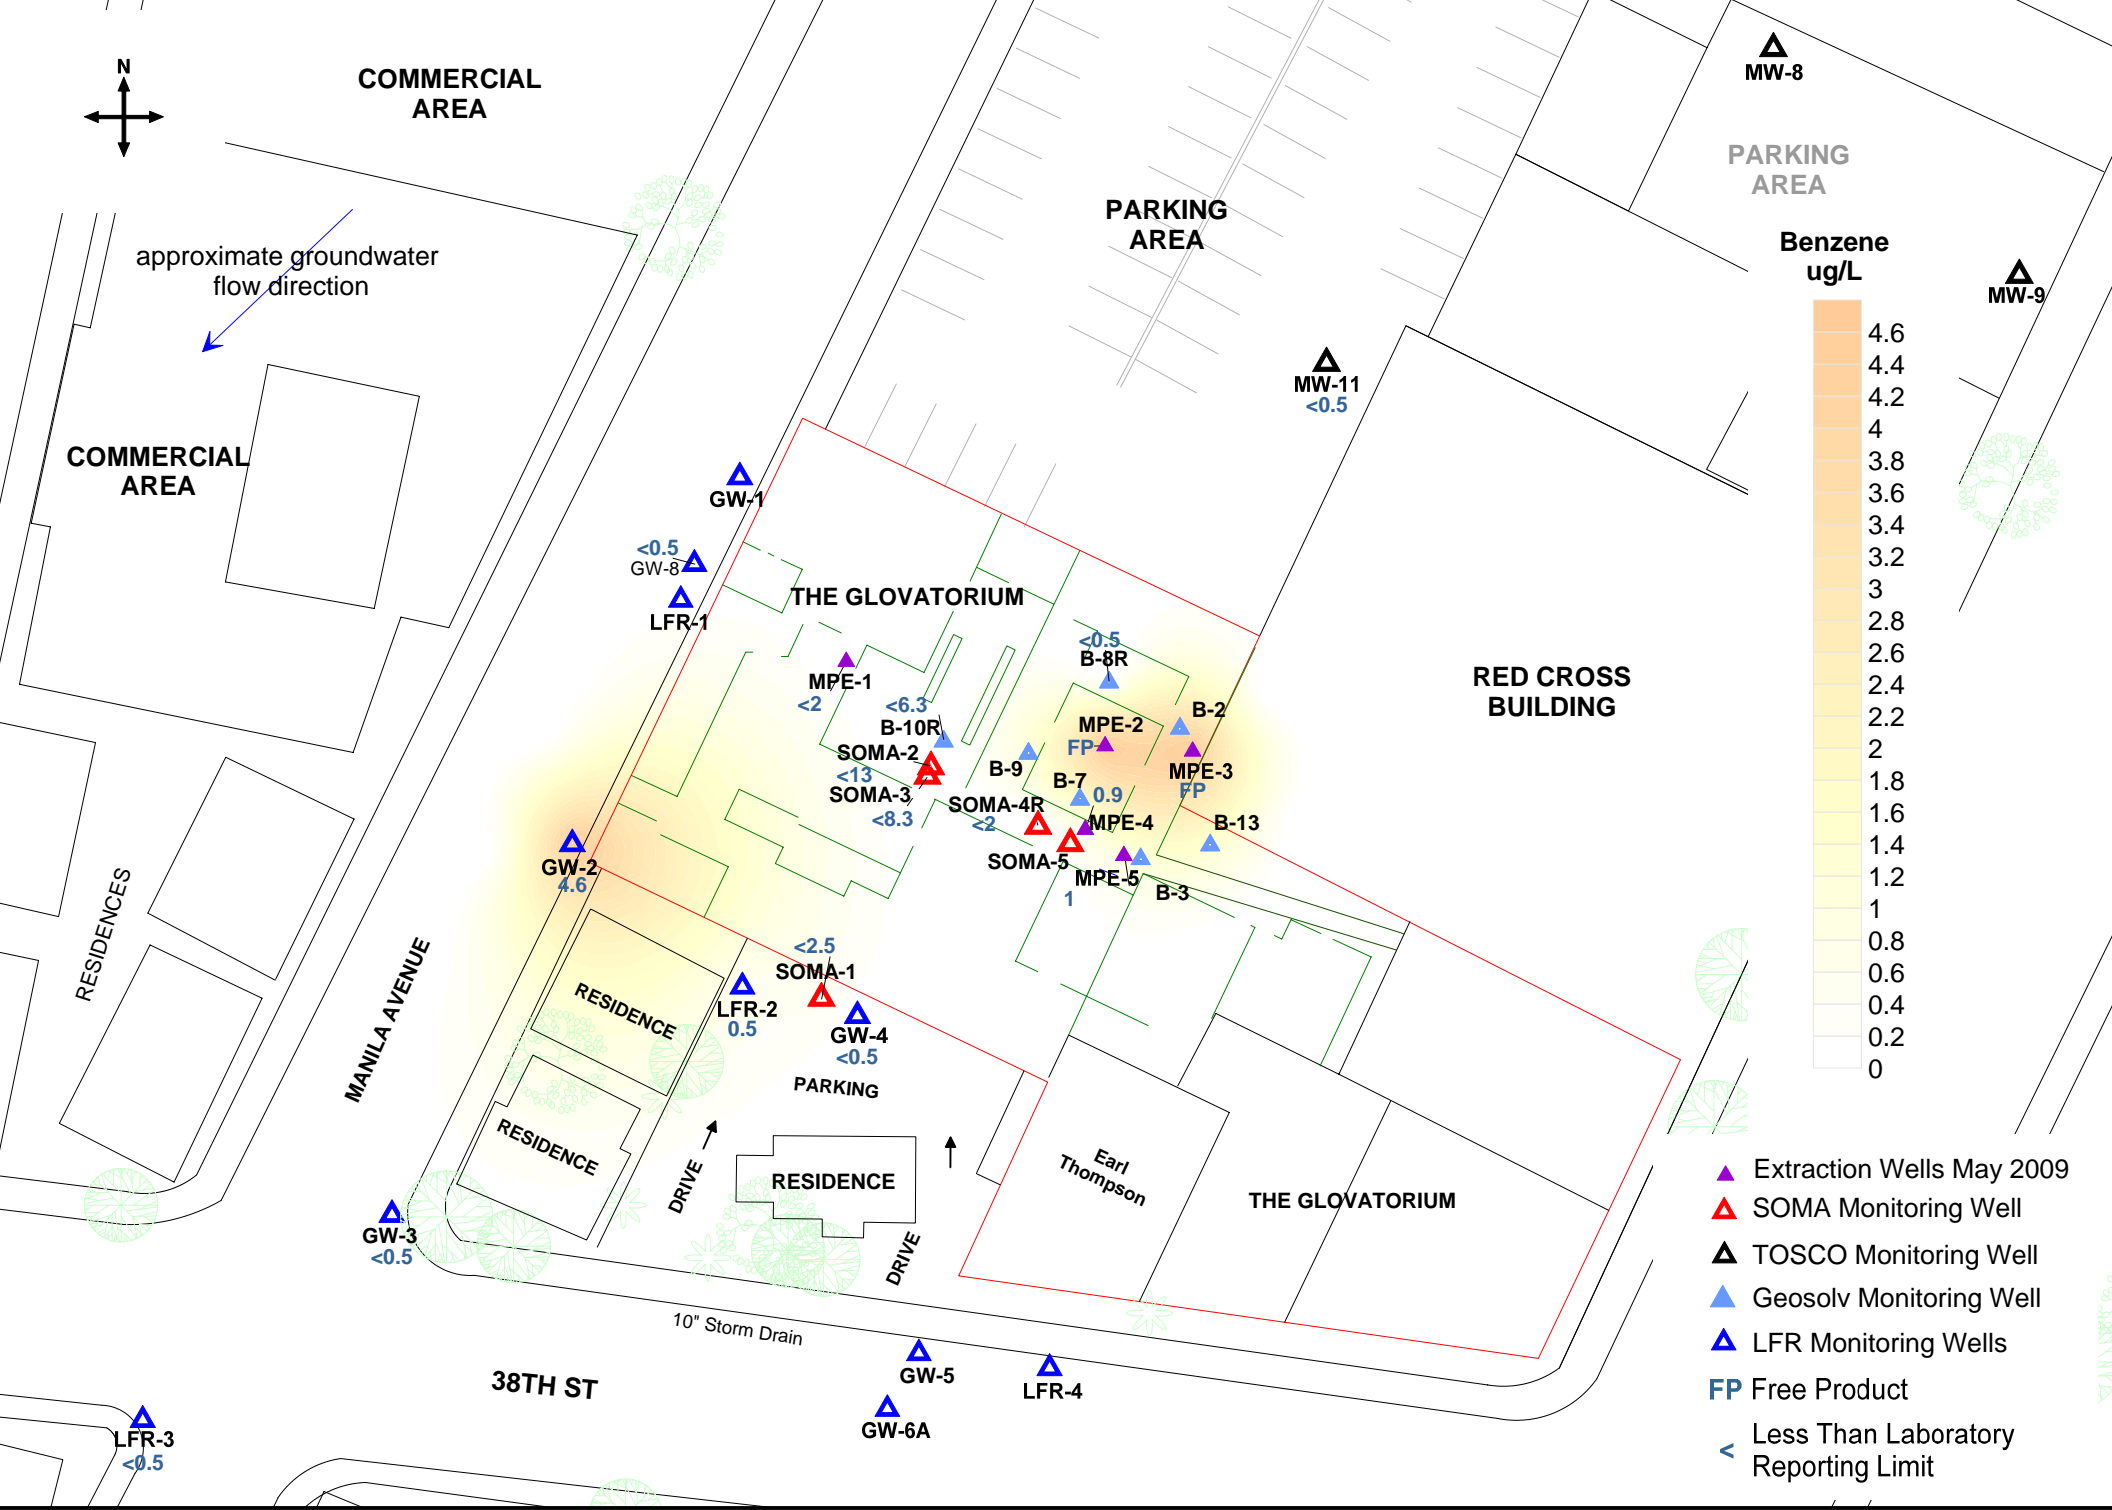 N
COMMERCIAL
AREA
MW-8
PARKING
AREA
PARKING
AREA
Benzene
ug/L
approximate groundwater
flow direction
MW-9
4.6
4.4
4.2
4
3.8
3.6
3.4
3.2
3
2.8
2.6
2.4
2.2
2
1.8
1.6
1.4
1.2
1
0.8
0.6
0.4
0.2
0
MW-11
<0.5
COMMERCIAL
AREA
GW-1
<0.5
GW-8
LFR-1
THE GLOVATORIUM
<0.5
B-8R
MPE-1
<2
<6.3
B-10R
RED CROSS
BUILDING
B-2
MPE-2
FP
SOMA-2
<13
B-9
MPE-3
FP
B-7
0.9
SOMA-3
<8.3
SOMA-4R
<2
MPE-4
B-13
SOMA-5
MPE-5
1
B-3
GW-2
4.6
RESIDENCES
MANILA AVENUE
<2.5
SOMA-1
RESIDENCE
LFR-2
0.5
GW-4
<0.5
PARKING
RESIDENCE
DRIVE
RESIDENCE
DRIVE
Earl
Thompson
THE GLOVATORIUM
GW-3
<0.5
10" Storm Drain
38TH ST
GW-5
LFR-4
GW-6A
LFR-3
<0.5
Extraction Wells May 2009
SOMA Monitoring Well
TOSCO Monitoring Well
Geosolv Monitoring Well
LFR Monitoring Wells
FP Free Product
< Less Than Laboratory
Reporting Limit